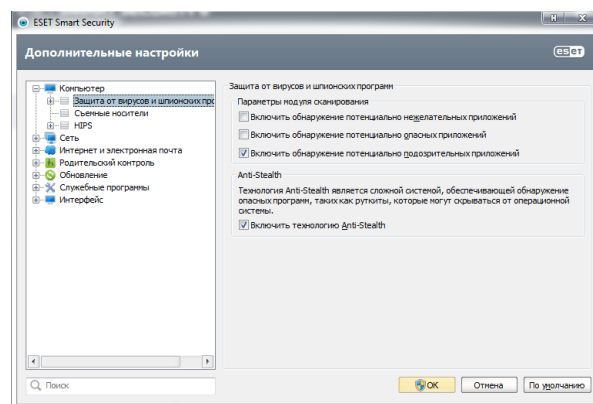 ESET Smart Security
Дополнительные настройки
eset
Компьютер
Защита от вирусов и шпионских прс
Съемные носители
HIPS
Сеть
Интернет и электронная почта
Родительский контроль
Обновление
Служебные программы
Интерфейс
Поиск
Защита от вирусов и шпионских программ
Параметры модуля сканирования
Включить обнаружение потенциально нежелательных приложений
Включить обнаружение потенциально опасных приложений
Включить обнаружение потенциально подозрительных приложений
Anti-Stealth
Технология Anti-Stealth является сложной системой, обеспечивающей обнаружение
опасных программ, таких как руткиты, которые могут скрываться от операционной
системы.
Включить технологию Anti-Stealth
OK
Отмена
По умолчанию